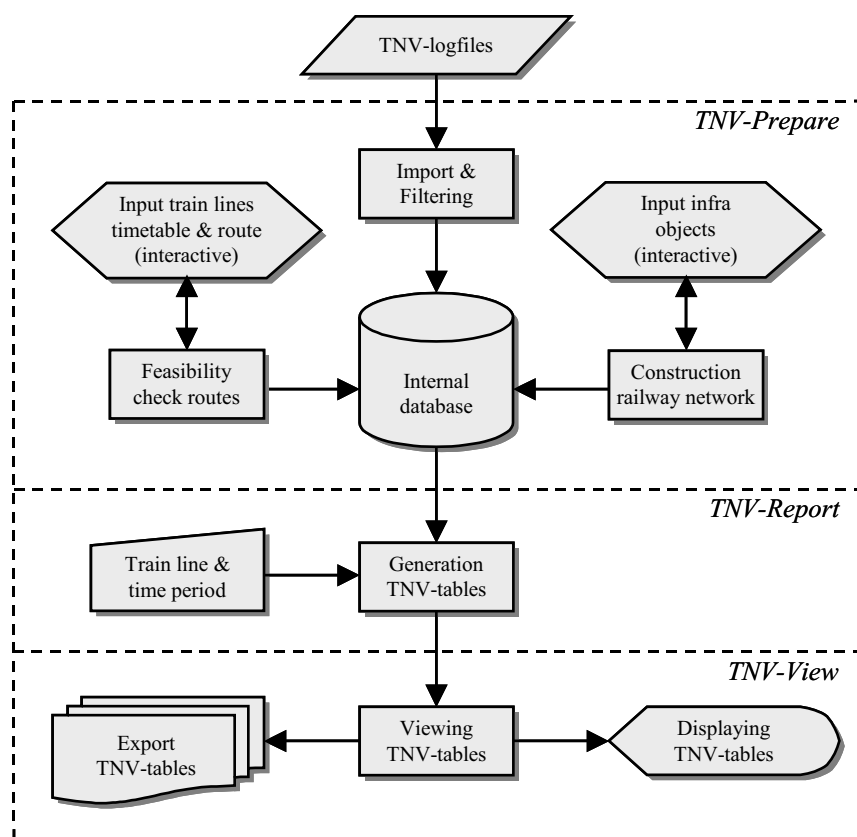 TNV-logfiles
TNV-Prepare
Import &
Filtering
Input train lines
timetable & route
(interactive)
Input infra
objects
(interactive)
Feasibility
check routes
Internal
database
Construction
railway network
TNV-Report
Train line &
time period
Generation
TNV-tables
TNV-View
Export
TNV-tables
Viewing
TNV-tables
Displaying
TNV-tables